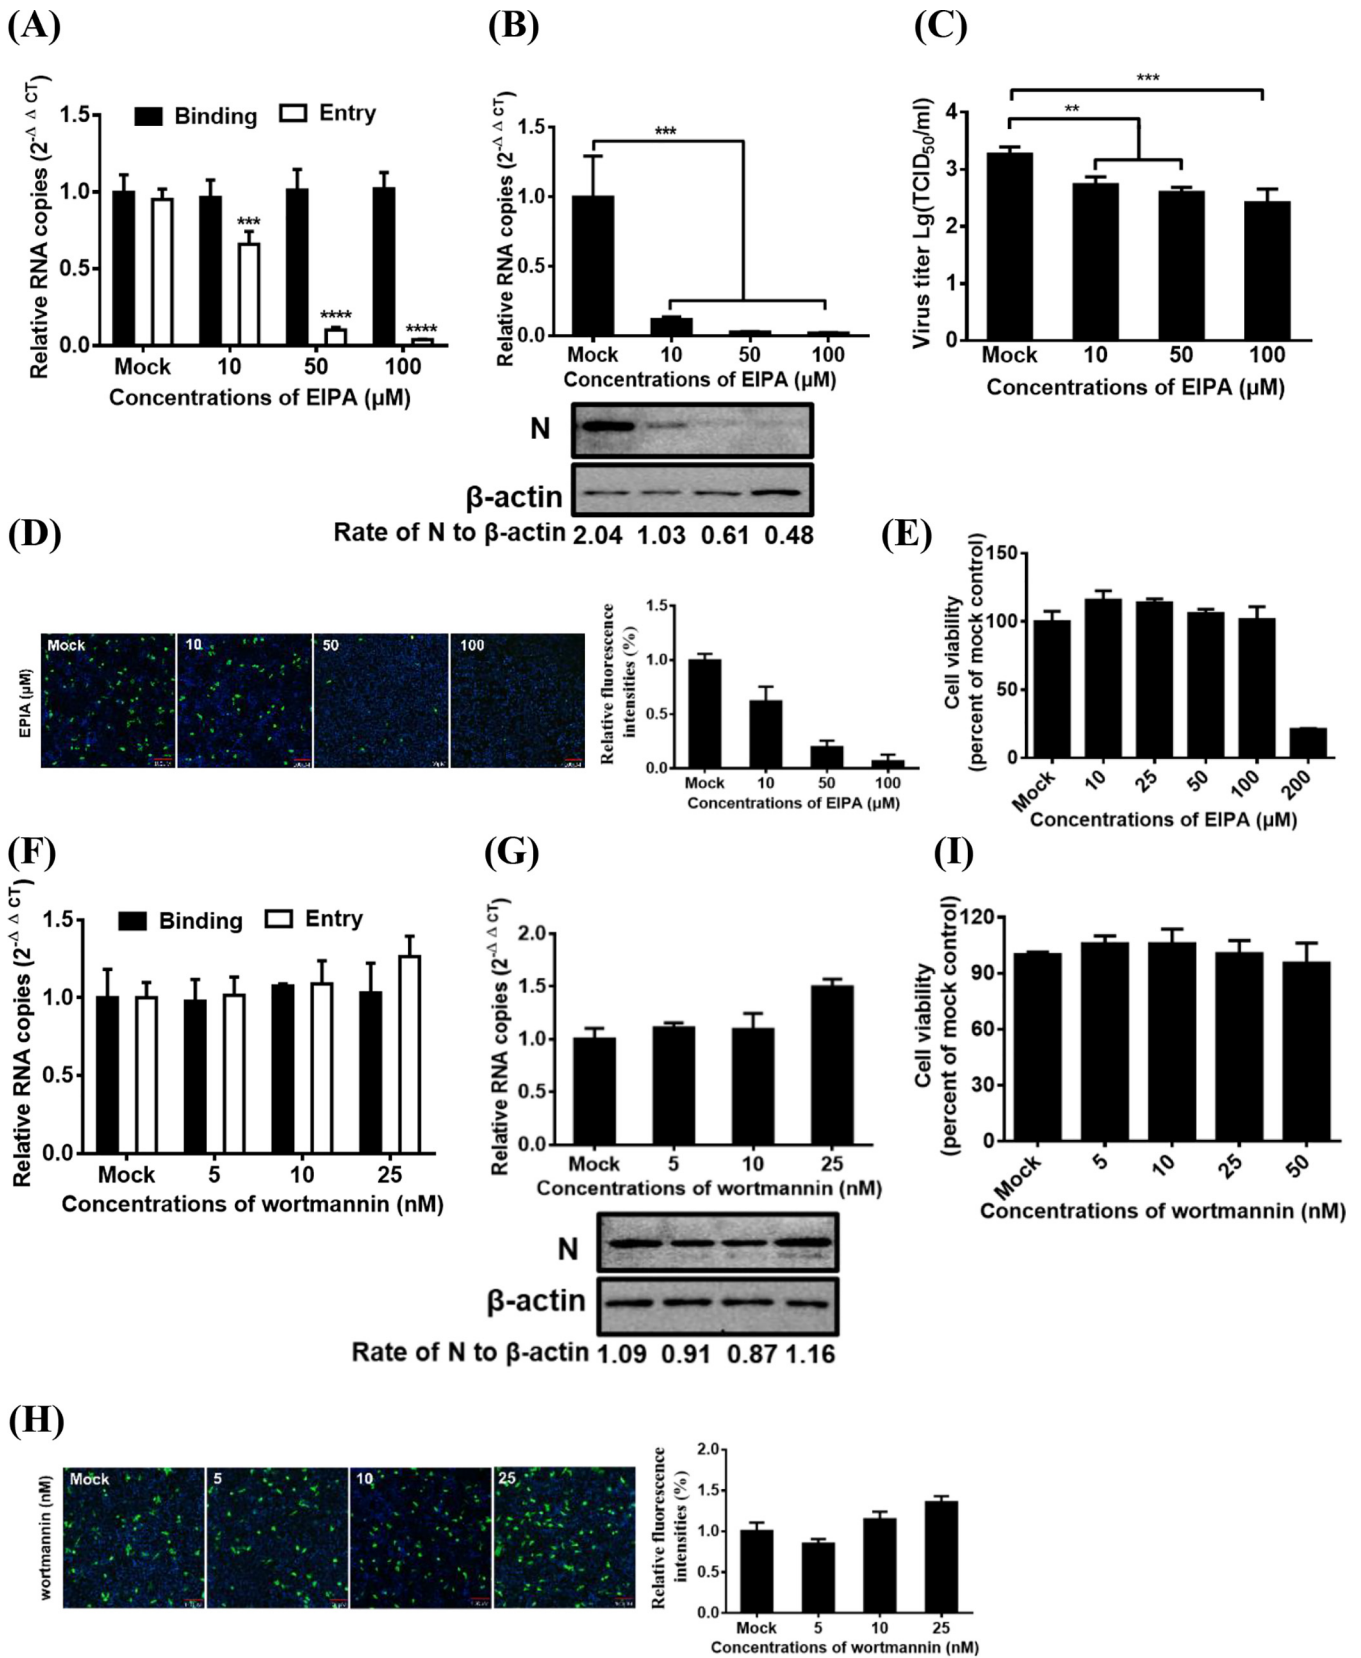 (A)
Relative RNA copies (2^-Δ Δ CT)
Binding Entry
1.5
1.0
0.5
0.0
*** **** ****
Mock 10 50 100
Concentrations of EIPA (μM)
(B)
Relative RNA copies (2^-Δ Δ CT)
1.5
1.0
0.5
0.0
***
Mock 10 50 100
Concentrations of EIPA (μM)
N
β-actin
Rate of N to β-actin 2.04 1.03 0.61 0.48
(C)
Virus titer Lg(TCID50/ml)
4
3
2
1
0
***
**
Mock 10 50 100
Concentrations of EIPA (μM)
(D)
EPIA (μM)
Mock 10 50 100
Relative fluorescence
intensities (%)
1.5
1.0
0.5
0.0
Mock 10 50 100
Concentrations of EIPA (μM)
(E)
Cell viability
(percent of mock control)
150
100
50
0
Mock 10 25 50 100 200
Concentrations of EIPA (μM)
(F)
Relative RNA copies (2^-Δ Δ CT)
Binding Entry
1.5
1.0
0.5
0.0
Mock 5 10 25
Concentrations of wortmannin (nM)
(G)
Relative RNA copies (2^-Δ Δ CT)
2.0
1.5
1.0
0.5
0.0
Mock 5 10 25
Concentrations of wortmannin (nM)
N
β-actin
Rate of N to β-actin 1.09 0.91 0.87 1.16
(I)
Cell viability
(percent of mock control)
120
90
60
30
0
Mock 5 10 25 50
Concentrations of wortmannin (nM)
(H)
wortmannin (nM)
Mock 5 10 25
Relative fluorescence
intensities (%)
2.0
1.5
1.0
0.5
0.0
Mock 5 10 25
Concentrations of wortmannin (nM)